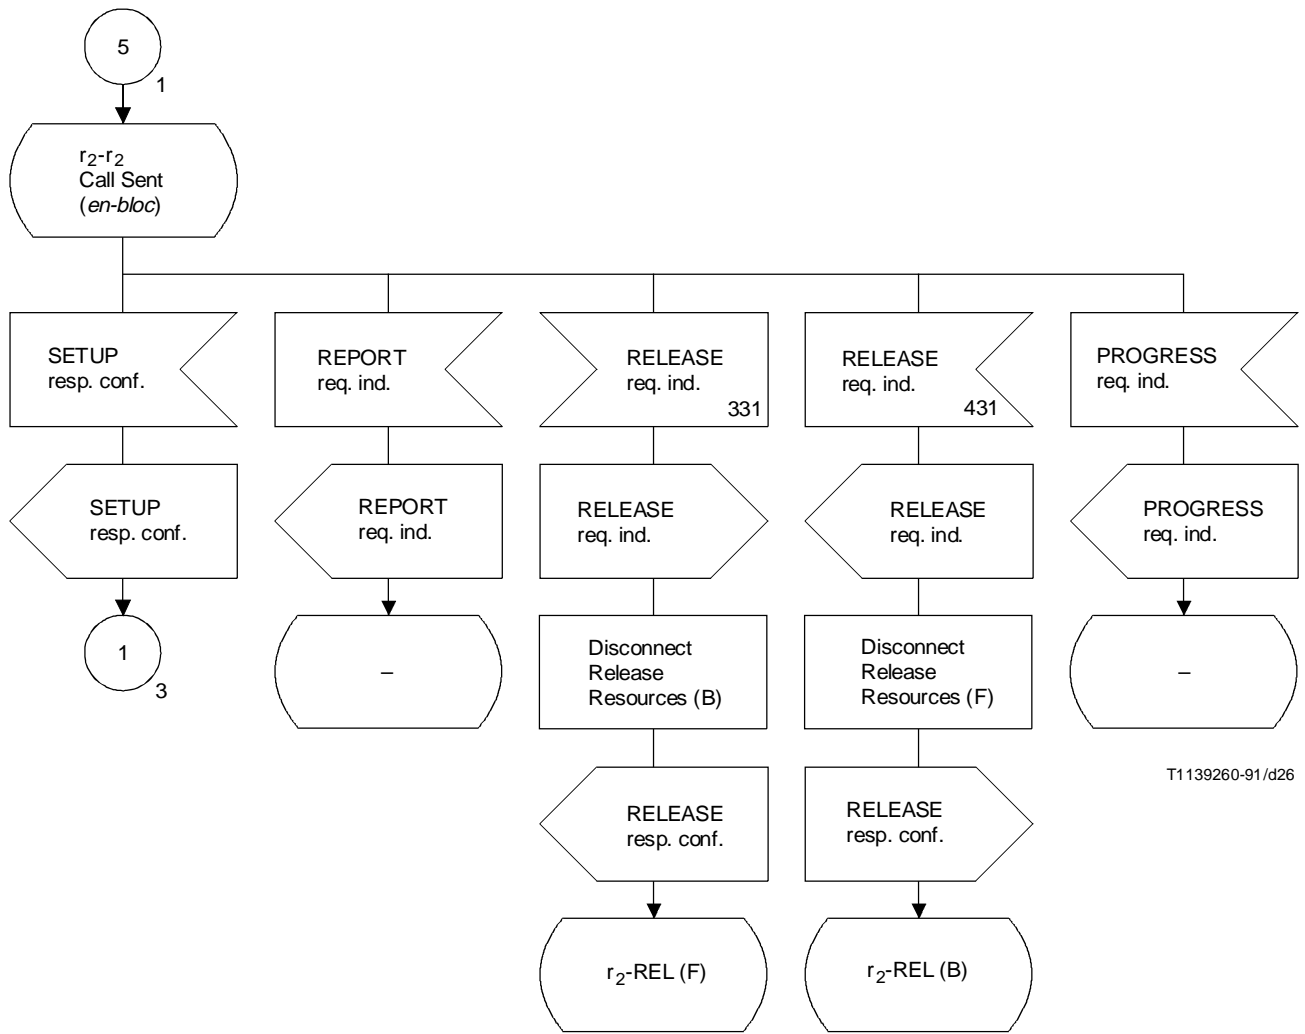 5
1
r2-r2
Call Sent
(en-bloc)
SETUP
resp. conf.
REPORT
req. ind.
RELEASE
req. ind.
331
RELEASE
req. ind.
431
PROGRESS
req. ind.
SETUP
resp. conf.
REPORT
req. ind.
RELEASE
req. ind.
RELEASE
req. ind.
PROGRESS
req. ind.
1
3
–
Disconnect
Release
Resources (B)
Disconnect
Release
Resources (F)
–
T1139260-91/d26
RELEASE
resp. conf.
RELEASE
resp. conf.
r2-REL (F)
r2-REL (B)